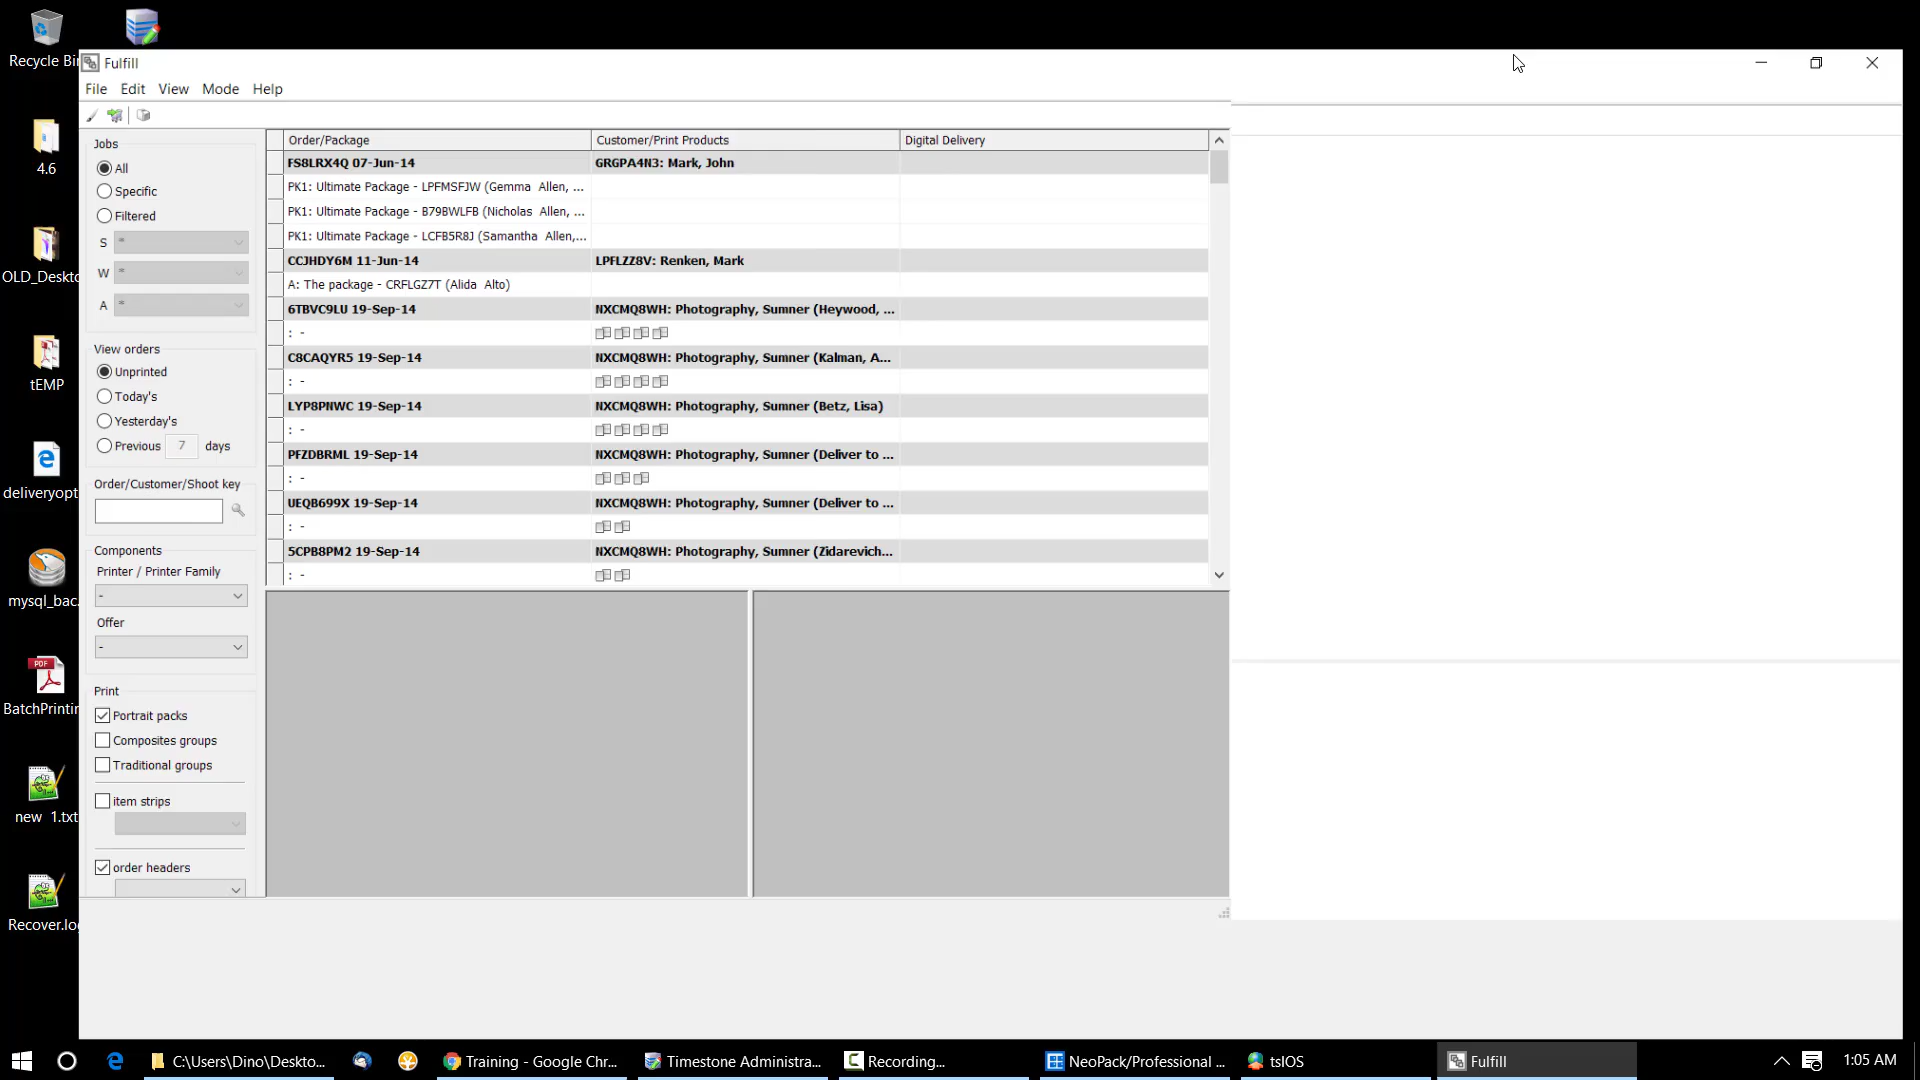 Recycle Bin
Fulfill
File Edit View Mode Help
Jobs
All
Specific
Filtered
S *
W *
A *
View orders
Unprinted
Today's
Yesterday's
Previous 7 days
Order/Customer/Shoot key
Components
Printer / Printer Family
-
Offer
-
Print
Portrait packs
Composites groups
Traditional groups
item strips
order headers
Order/Package Customer/Print Products Digital Delivery
FS8LRX4Q 07-Jun-14 GRGPA4N3: Mark, John
PK1: Ultimate Package - LPFMSFJW (Gemma Allen, ...
PK1: Ultimate Package - B79BWLFB (Nicholas Allen, ...
PK1: Ultimate Package - LCFB5R8J (Samantha Allen,...
CCJHDY6M 11-Jun-14 LPFLZZ8V: Renken, Mark
A: The package - CRFLGZ7T (Alida Alto)
6TBVC9LU 19-Sep-14 NXCMQ8WH: Photography, Sumner (Heywood, ...
: -
C8CAQYR5 19-Sep-14 NXCMQ8WH: Photography, Sumner (Kalman, A...
: -
LYP8PNWC 19-Sep-14 NXCMQ8WH: Photography, Sumner (Betz, Lisa)
: -
PFZDBRML 19-Sep-14 NXCMQ8WH: Photography, Sumner (Deliver to ...
: -
UEQB699X 19-Sep-14 NXCMQ8WH: Photography, Sumner (Deliver to ...
: -
5CPB8PM2 19-Sep-14 NXCMQ8WH: Photography, Sumner (Zidarevich...
: -
4.6
OLD_Deskto
tEMP
deliveryopt
mysql_bac.
PDF
BatchPrintin
new 1.txt
Recover.log
C:\Users\Dino\Deskto...
Training - Google Chr...
Timestone Administra...
Recording...
NeoPack/Professional ...
tsIOS
Fulfill
1:05 AM